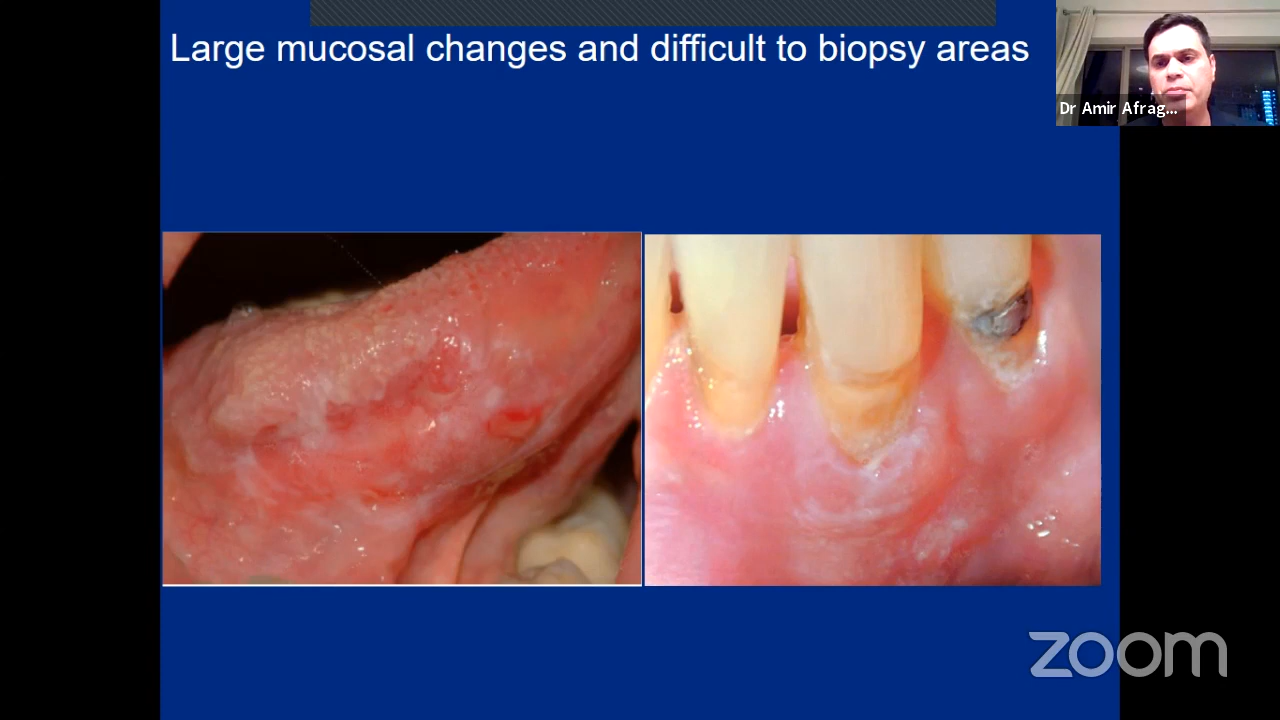 Large mucosal changes and difficult to biopsy areas
Dr Amir Afrag...
zoom